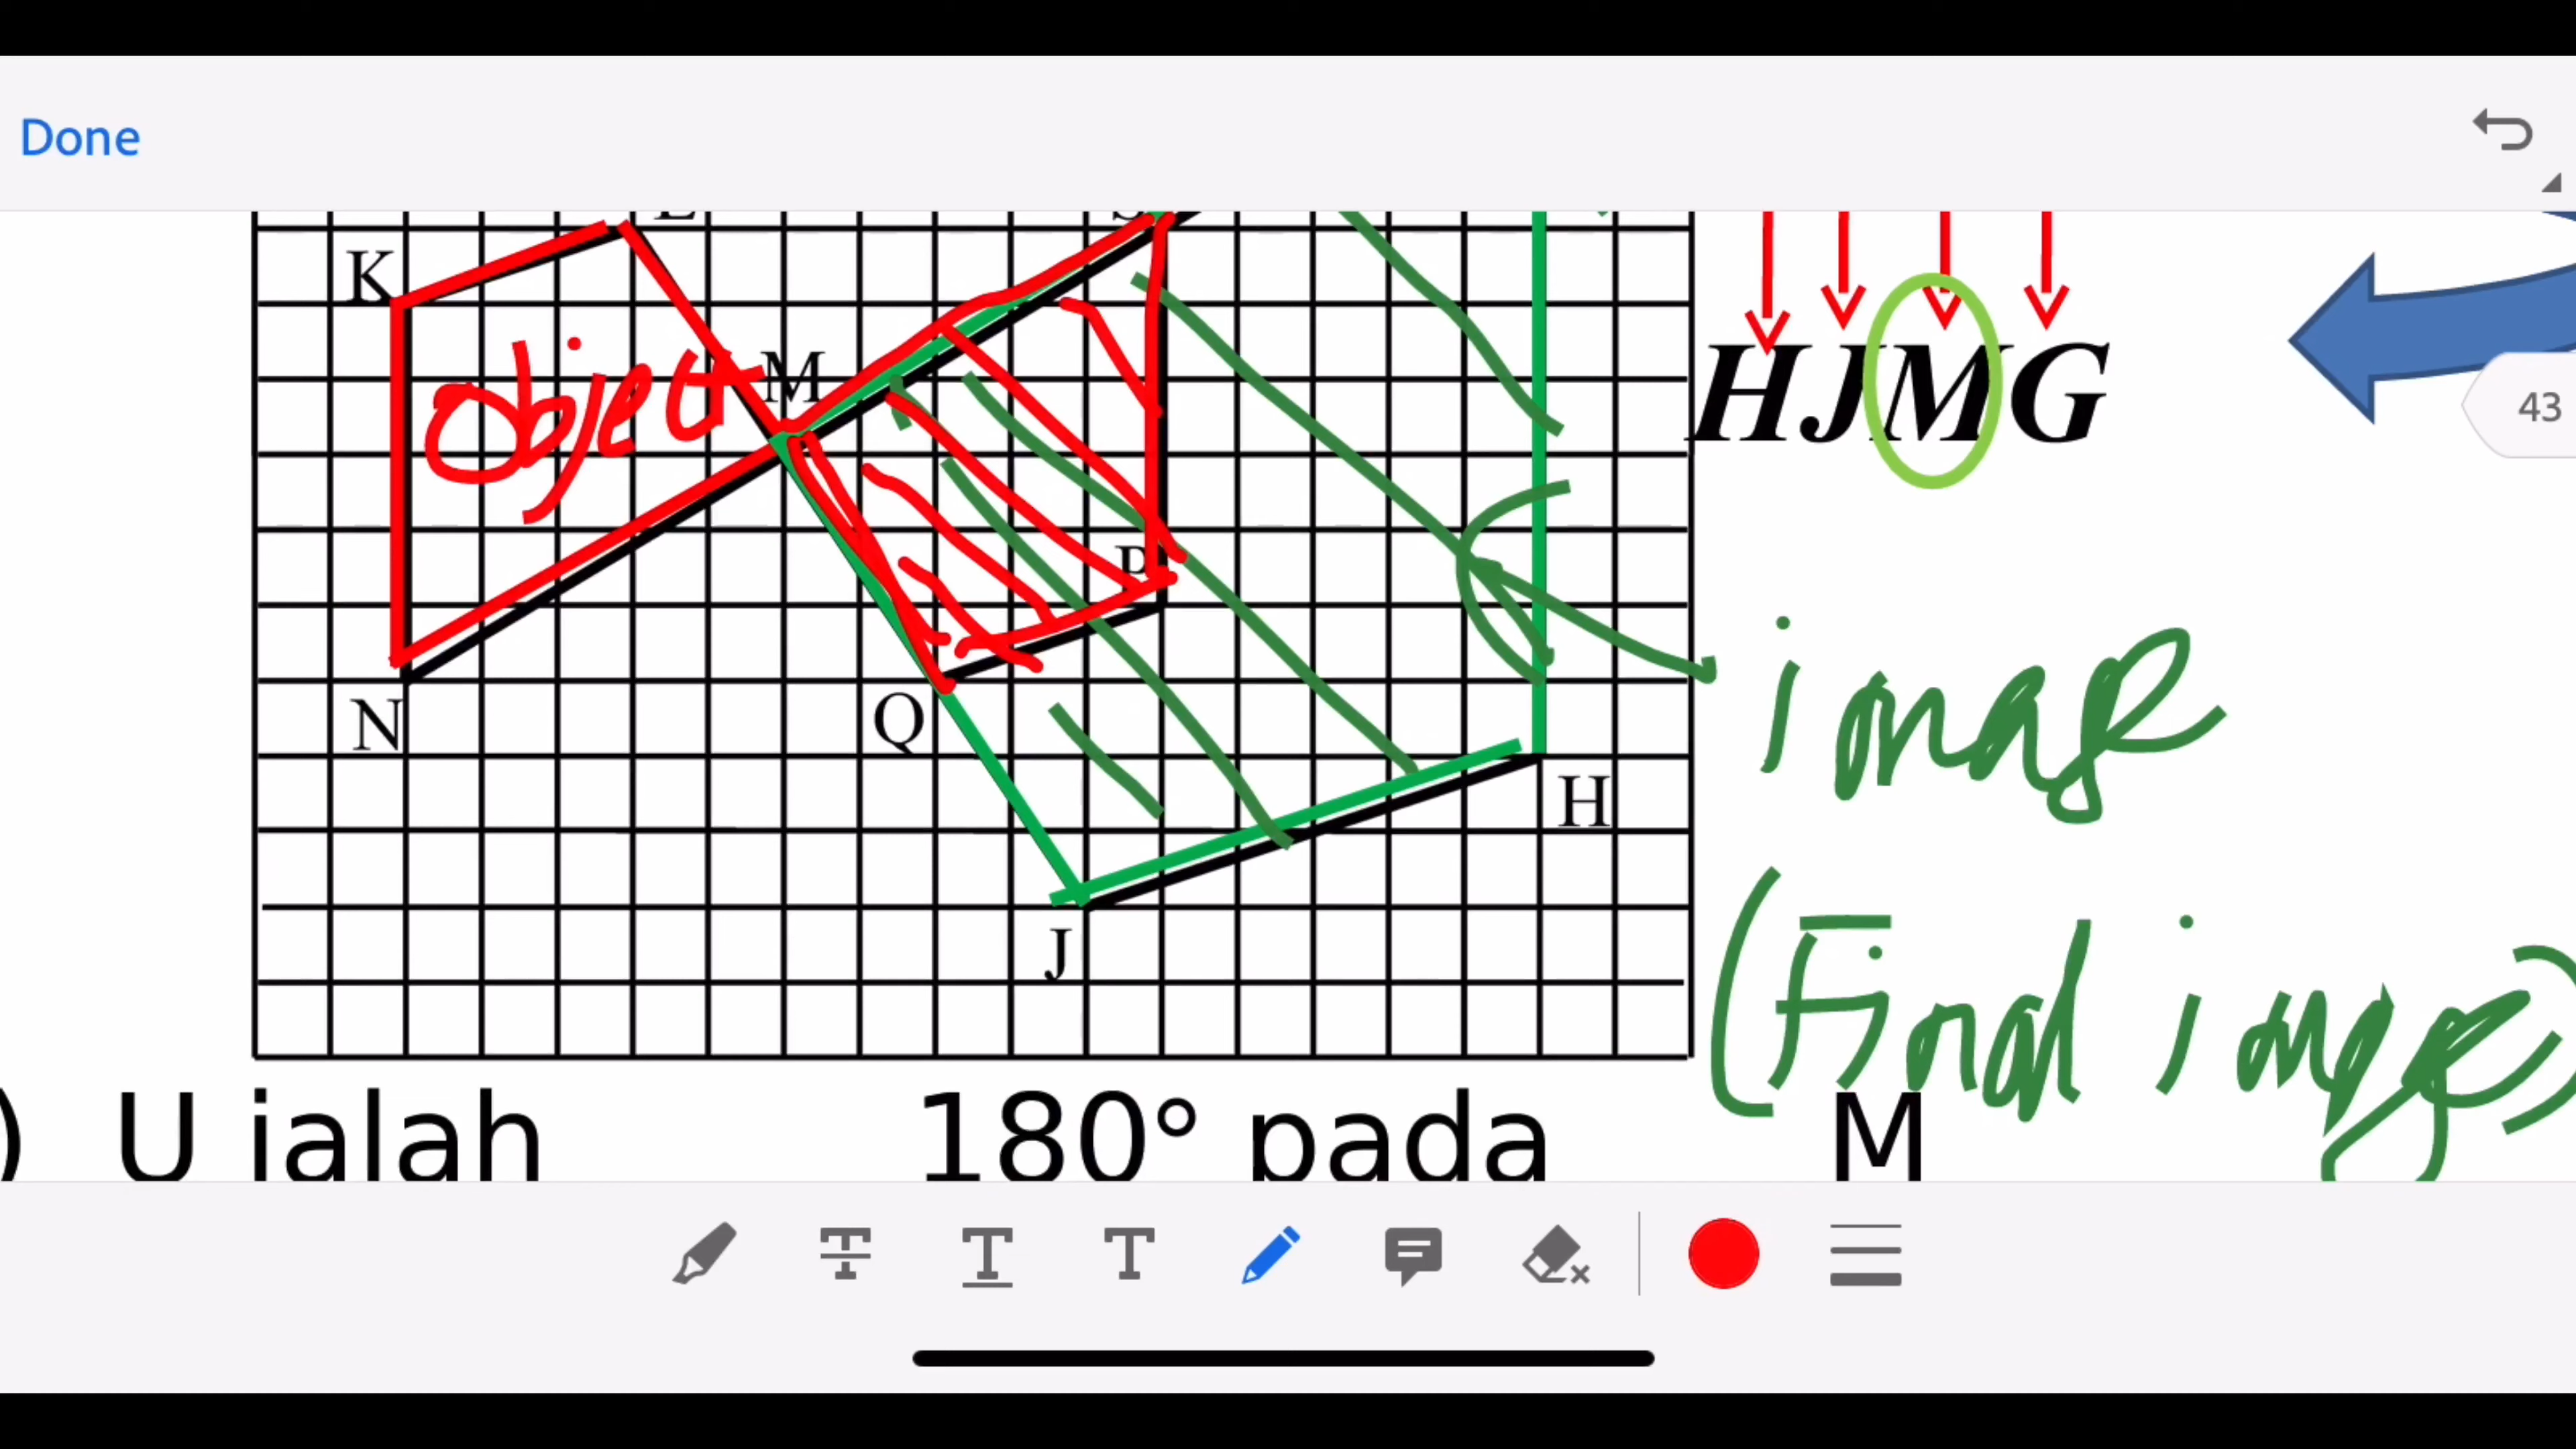 Done
K
object
M
HJMG
43
P
image
N
Q
H
J
(Final image)
) U ialah 180° pada M